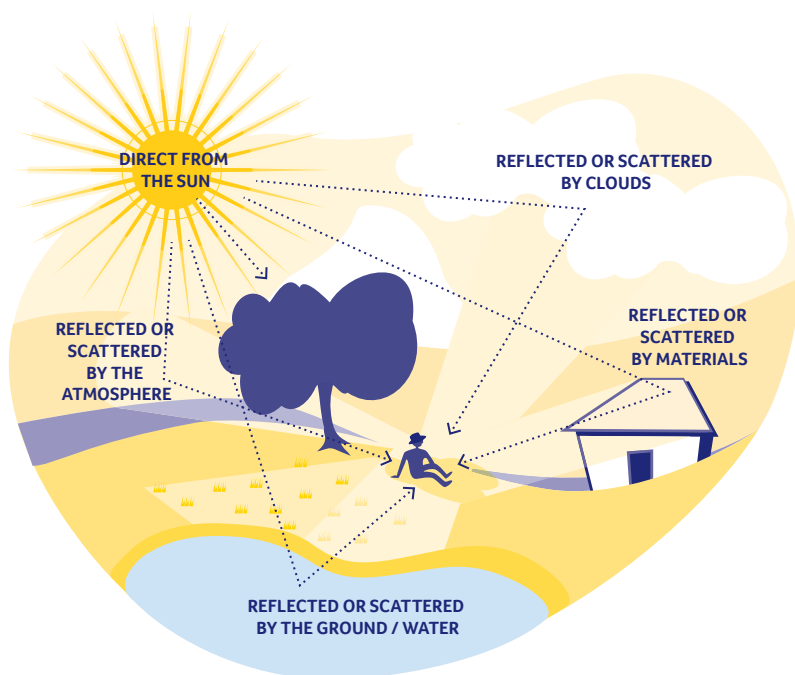 DIRECT FROM
THE SUN
REFLECTED OR SCATTERED
BY CLOUDS
REFLECTED OR
SCATTERED
BY MATERIALS
REFLECTED OR
SCATTERED
BY THE
ATMOSPHERE
REFLECTED OR SCATTERED
BY THE GROUND / WATER